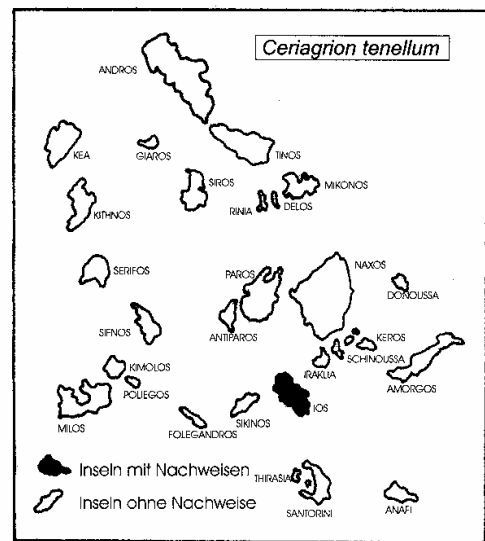 Ceriagrion tenellum
ANDROS
KEA
GIAROS
TINOS
SIROS
MIKONOS
RINIA
DELOS
KITHNOS
SERIFOS
PAROS
NAXOS
DONOUSSA
SIFNOS
ANTIPAROS
KEROS
SCHINOUSSA
IRAKLIA
KIMOLOS
POLIEGOS
AMORGOS
MILOS
IOS
SIKINOS
FOLEGANDROS
Inseln mit Nachweisen
THIRASIA
Inseln ohne Nachweise
SANTORINI
ANAFI